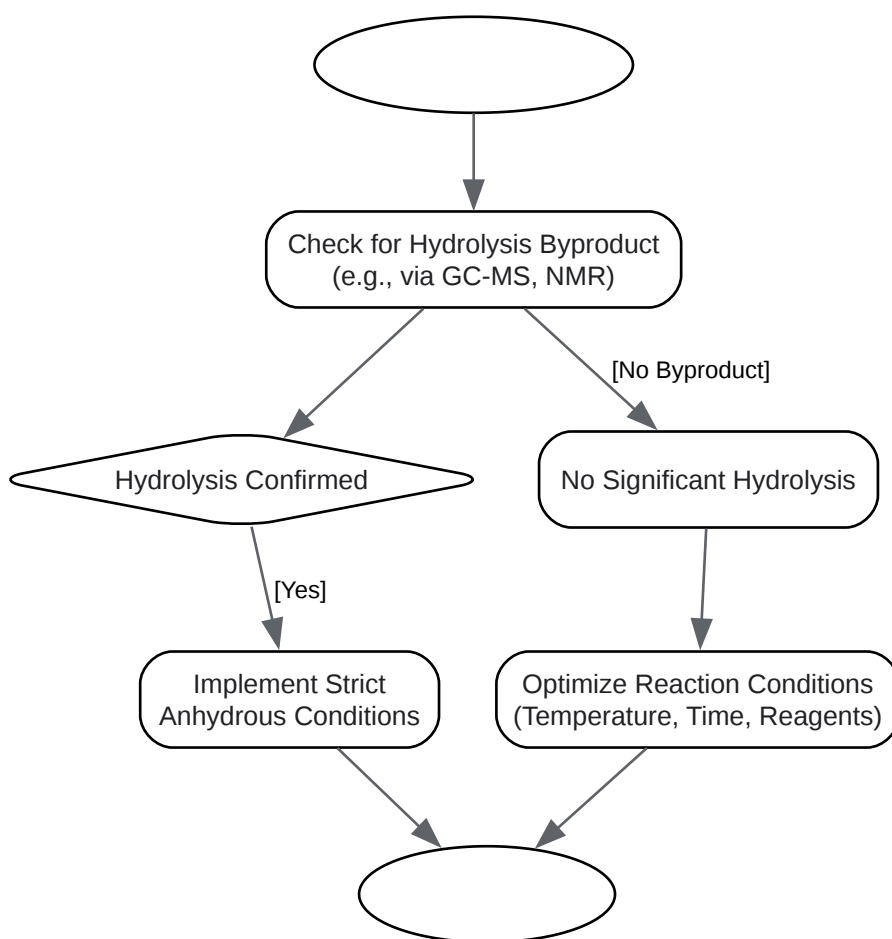 Check for Hydrolysis Byproduct
(e.g., via GC-MS, NMR)
[No Byproduct]
Hydrolysis Confirmed
No Significant Hydrolysis
[Yes]
Implement Strict
Anhydrous Conditions
Optimize Reaction Conditions
(Temperature, Time, Reagents)